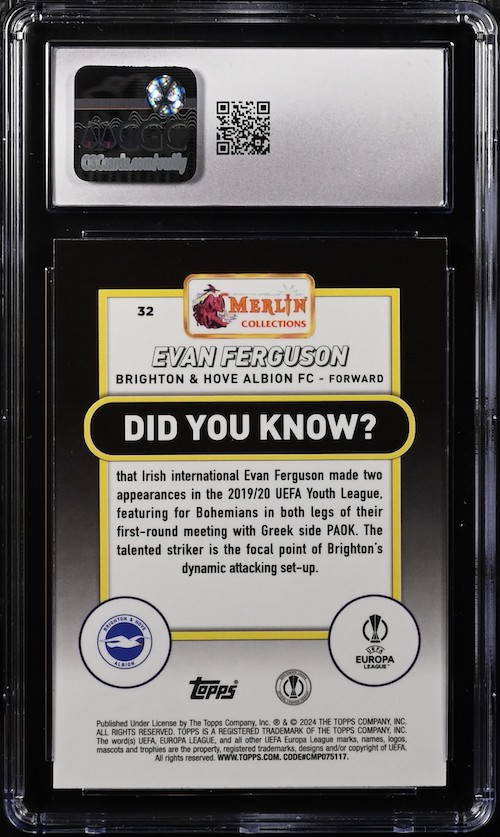 CGC
CGCcards.com/verify
32
MERLIN
COLLECTIONS
EVAN FERGUSON
BRIGHTON & HOVE ALBION FC - FORWARD
DID YOU KNOW?
that Irish international Evan Ferguson made two
appearances in the 2019/20 UEFA Youth League,
featuring for Bohemians in both legs of their
first-round meeting with Greek side PAOK. The
talented striker is the focal point of Brighton's
dynamic attacking set-up.
BRIGHTON & HOVE
ALBION
UEFA
EUROPA
LEAGUE™
Topps®
Published Under License by The Topps Company, Inc. ® & © 2024 THE TOPPS COMPANY, INC.
ALL RIGHTS RESERVED. TOPPS IS A REGISTERED TRADEMARK OF THE TOPPS COMPANY, INC.
The word(s) UEFA, EUROPA LEAGUE, and all other UEFA Europa League marks, names, logos,
mascots and trophies are the property, registered trademarks, designs and/or copyright of UEFA.
All rights reserved. WWW.TOPPS.COM. CODE#CMP075117.